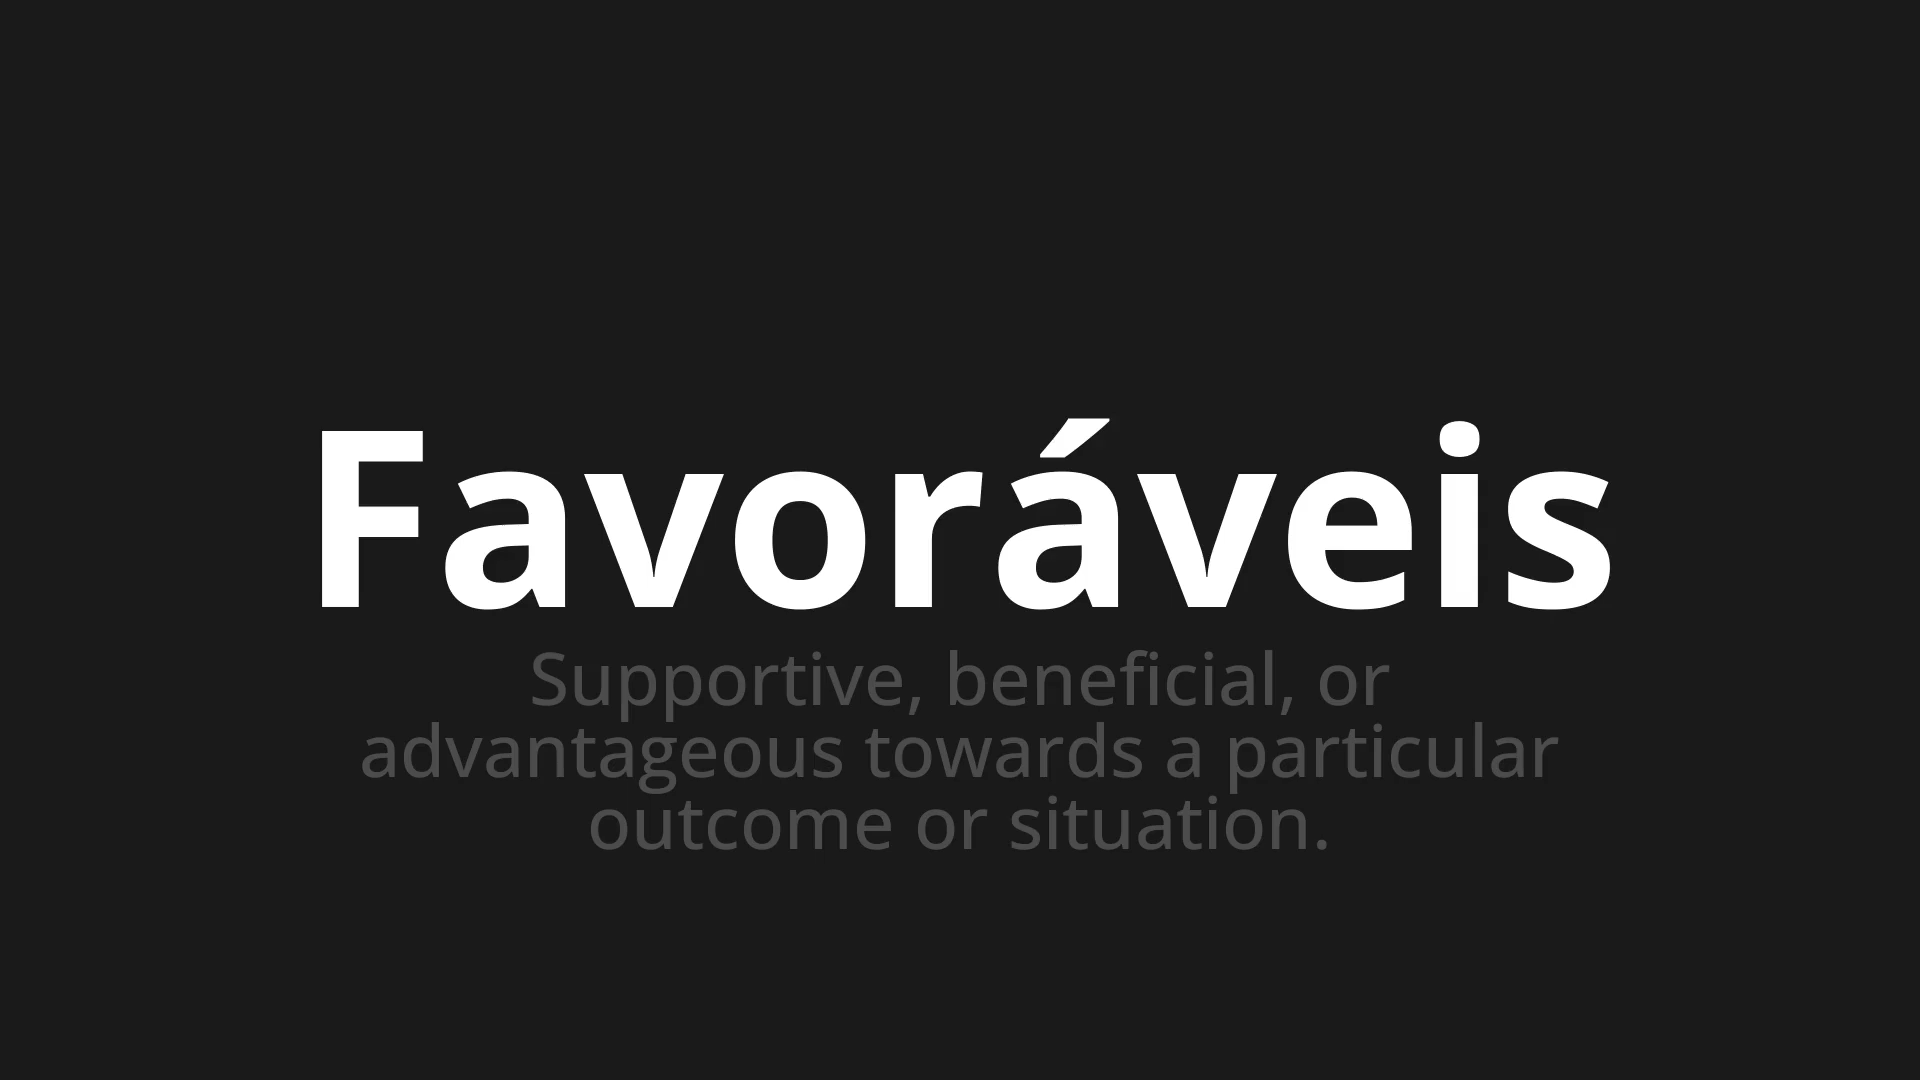 Favoráveis
Supportive, beneficial, or
advantageous towards a particular
outcome or situation.